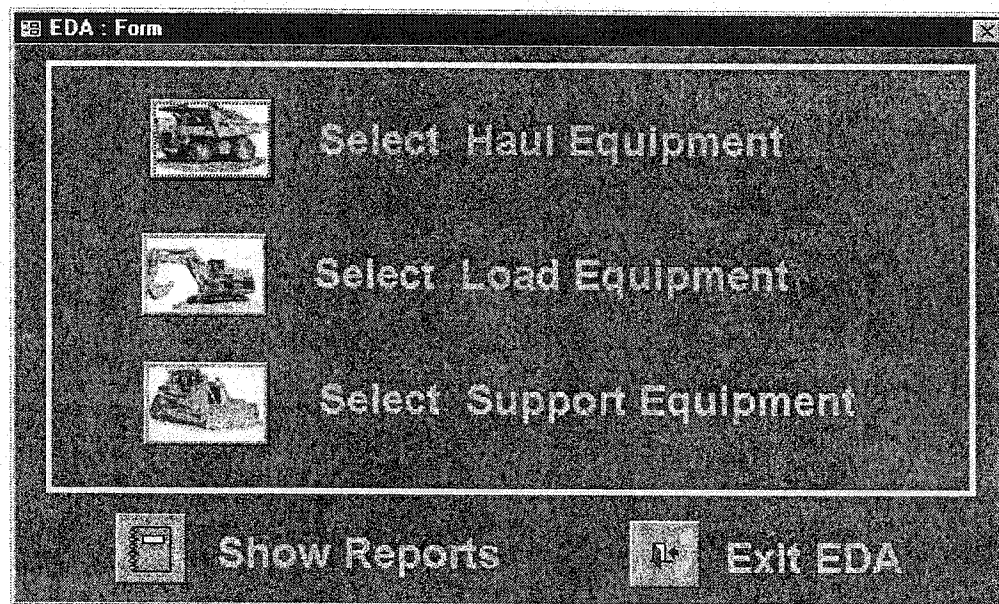 EDA : Form
Select Haul Equipment
Select Load Equipment
Select Support Equipment
Show Reports
Exit EDA